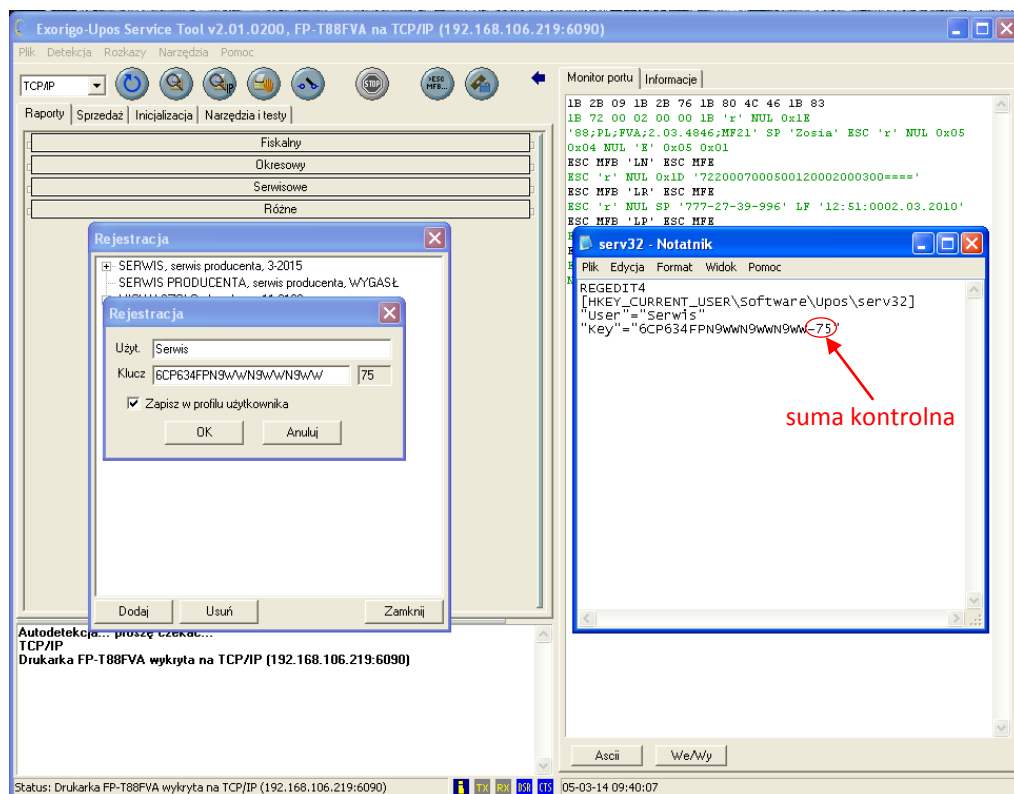 Exorigo-Upos Service Tool v2.01.0200, FP-T88FVA na TCP/IP (192.168.106.219:6090)
Plik Detekcja Rozkazy Narzędzia Pomoc
TCP/IP
IP
STOP
>ESC
MFB...
Raporty Sprzedaż Inicjalizacja Narzędzia i testy
Fiskalny
Okresowy
Serwisowe
Różne
Rejestracja
SERWIS, serwis producenta, 3-2015
SERWIS PRODUCENTA, serwis producenta, WYGASŁ
Rejestracja
Użyt. Serwis
Klucz 6CP634FPN9WWN9WWN9WW 75
Zapisz w profilu użytkownika
OK Anuluj
Dodaj Usuń Zamknij
Autodetekcja... proszę czekać...
TCP/IP
Drukarka FP-T88FVA wykryta na TCP/IP (192.168.106.219:6090)
Monitor portu Informacje
1B 2B 09 1B 2B 76 1B 80 4C 46 1B 83
1B 72 00 02 00 00 1B 'r' NUL 0x1E
'88;PL;FVA;2.03.4846;MF21' SP 'Zosia' ESC 'r' NUL 0x05
0x04 NUL 'E' 0x05 0x01
ESC MFB 'LN' ESC MFE
ESC 'r' NUL 0x1D '7220007000500120002000300===='
ESC MFB 'LR' ESC MFE
ESC 'r' NUL SP '777-27-39-996' LF '12:51:0002.03.2010'
ESC MFB 'LP' ESC MFE
serv32 - Notatnik
Plik Edycja Format Widok Pomoc
REGEDIT4
[HKEY_CURRENT_USER\Software\Upos\serv32]
"User"="Serwis"
"Key"="6CP634FPN9WWN9WWN9WW-75"
suma kontrolna
Ascii We/Wy
Status: Drukarka FP-T88FVA wykryta na TCP/IP (192.168.106.219:6090) TX RX DSR CTS 05-03-14 09:40:07